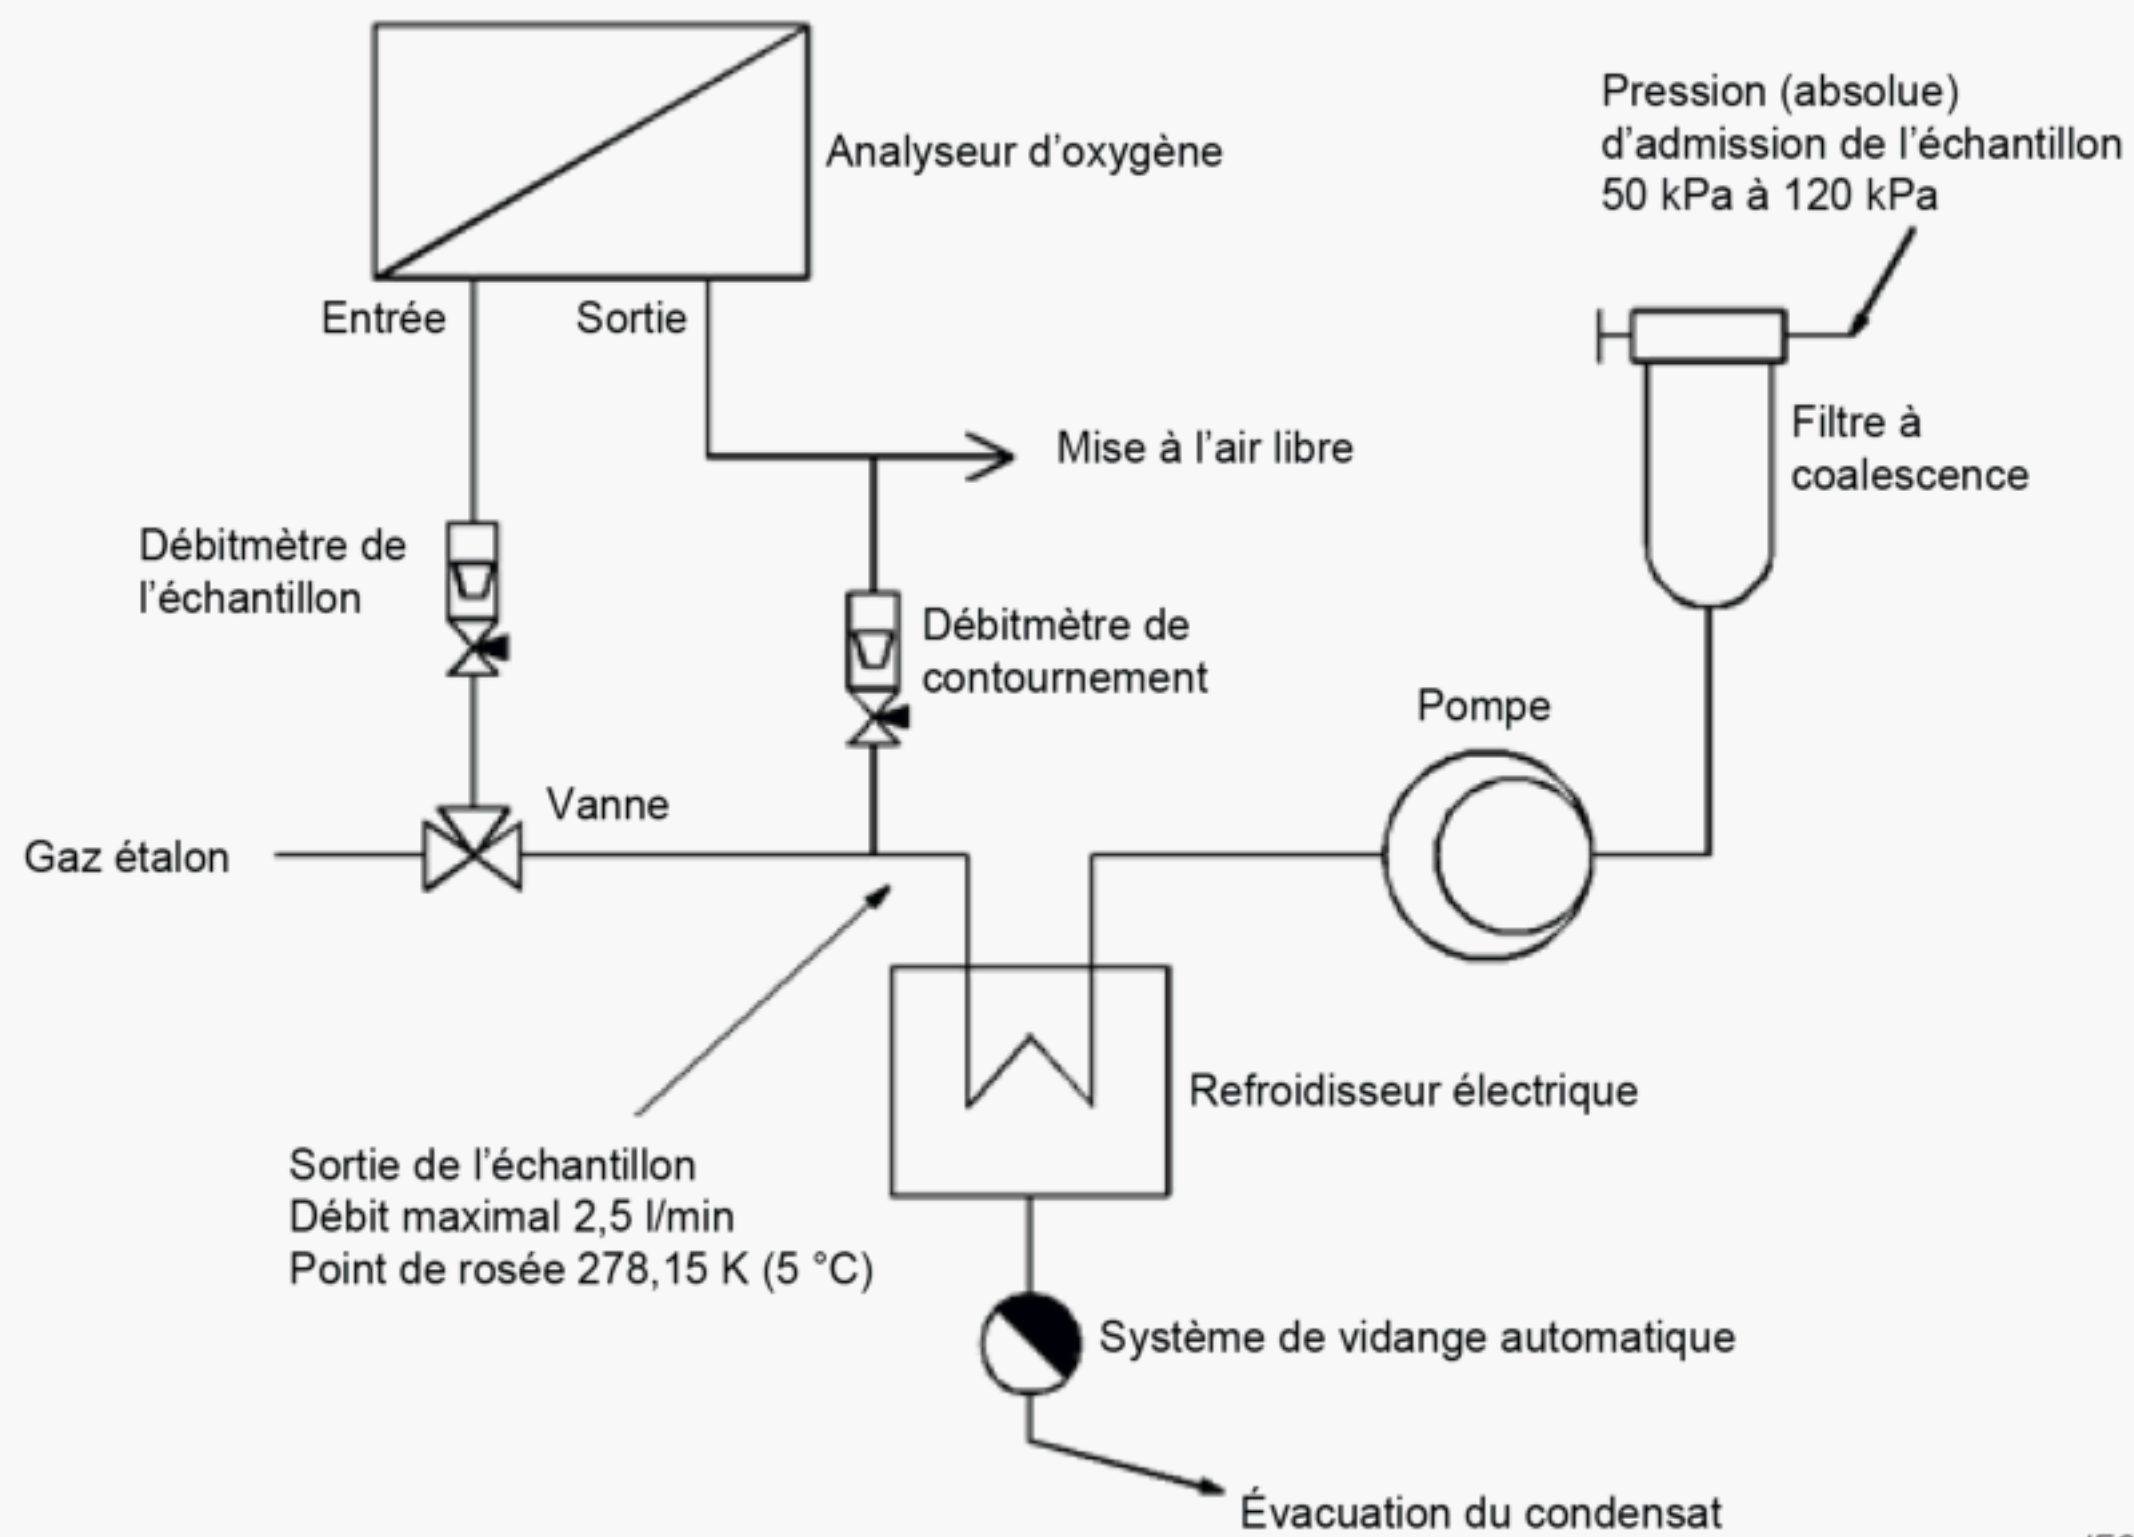 Pression (absolue)
d'admission de l'échantillon
50 kPa à 120 kPa
Analyseur d'oxygène
Entrée
Sortie
Mise à l'air libre
Filtre à
coalescence
Débitmètre de
l'échantillon
Débitmètre de
contournement
Pompe
Vanne
Gaz étalon
Refroidisseur électrique
Sortie de l'échantillon
Débit maximal 2,5 l/min
Point de rosée 278,15 K (5 °C)
Système de vidange automatique
Évacuation du condensat